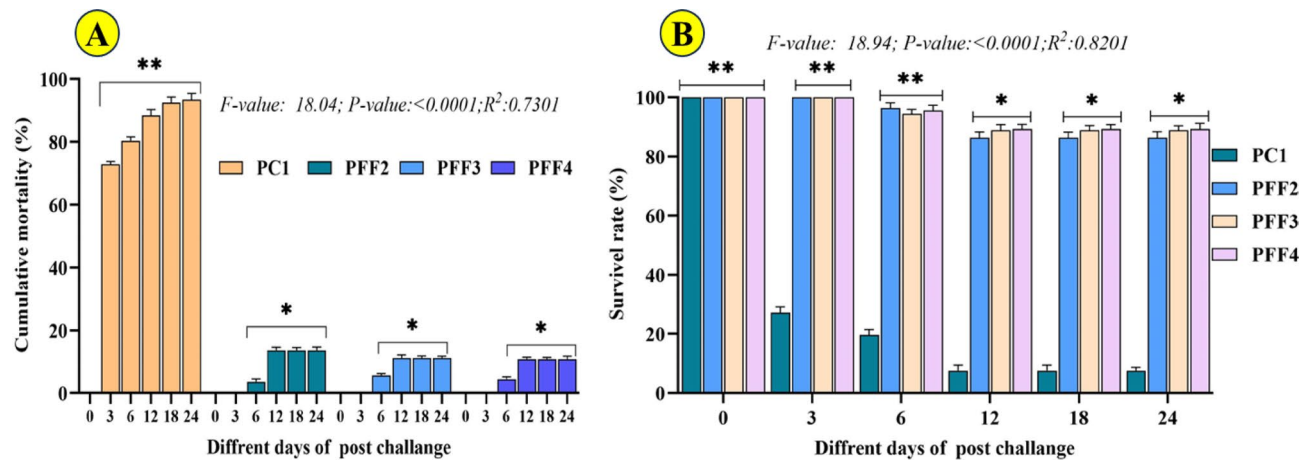 A
**
F-value: 18.04; P-value:<0.0001;R²:0.7301
PC1 PFF2 PFF3 PFF4
Cumulative mortality (%)
100
80
60
40
20
0
*
*
*
0 3 6 12 18 24 0 3 6 12 18 24 0 3 6 12 18 24 0 3 6 12 18 24
Diffrent days of post challange
B
F-value: 18.94; P-value:<0.0001;R²:0.8201
** ** ** * * *
Survivel rate (%)
100
80
60
40
20
0
PC1
PFF2
PFF3
PFF4
0 3 6 12 18 24
Diffrent days of post challange